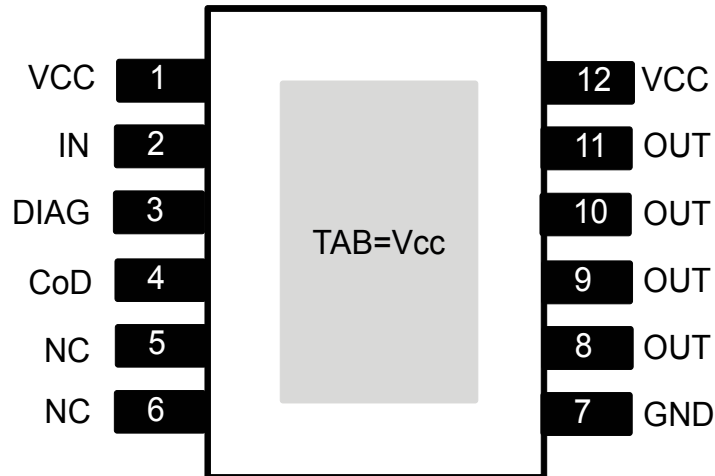 VCC 1 12 VCC
IN 2 11 OUT
DIAG 3 10 OUT
TAB=Vcc
CoD 4 9 OUT
NC 5 8 OUT
NC 6 7 GND